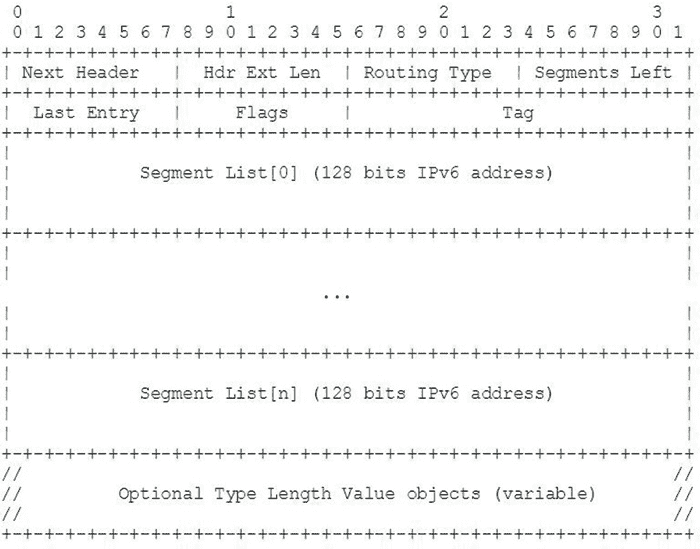 0                   1                   2                   3
0 1 2 3 4 5 6 7 8 9 0 1 2 3 4 5 6 7 8 9 0 1 2 3 4 5 6 7 8 9 0 1
+-+-+-+-+-+-+-+-+-+-+-+-+-+-+-+-+-+-+-+-+-+-+-+-+-+-+-+-+-+-+-+-+
| Next Header   |  Hdr Ext Len  | Routing Type  | Segments Left |
+-+-+-+-+-+-+-+-+-+-+-+-+-+-+-+-+-+-+-+-+-+-+-+-+-+-+-+-+-+-+-+-+
|  Last Entry   |     Flags     |              Tag              |
+-+-+-+-+-+-+-+-+-+-+-+-+-+-+-+-+-+-+-+-+-+-+-+-+-+-+-+-+-+-+-+-+
|                                                               |
|            Segment List[0] (128 bits IPv6 address)            |
|                                                               |
|                                                               |
+-+-+-+-+-+-+-+-+-+-+-+-+-+-+-+-+-+-+-+-+-+-+-+-+-+-+-+-+-+-+-+-+
|                                                               |
|                                                               |
...
|                                                               |
|                                                               |
+-+-+-+-+-+-+-+-+-+-+-+-+-+-+-+-+-+-+-+-+-+-+-+-+-+-+-+-+-+-+-+-+
|                                                               |
|            Segment List[n] (128 bits IPv6 address)            |
|                                                               |
|                                                               |
+-+-+-+-+-+-+-+-+-+-+-+-+-+-+-+-+-+-+-+-+-+-+-+-+-+-+-+-+-+-+-+-+
//                                                             //
//         Optional Type Length Value objects (variable)       //
//                                                             //
+-+-+-+-+-+-+-+-+-+-+-+-+-+-+-+-+-+-+-+-+-+-+-+-+-+-+-+-+-+-+-+-+